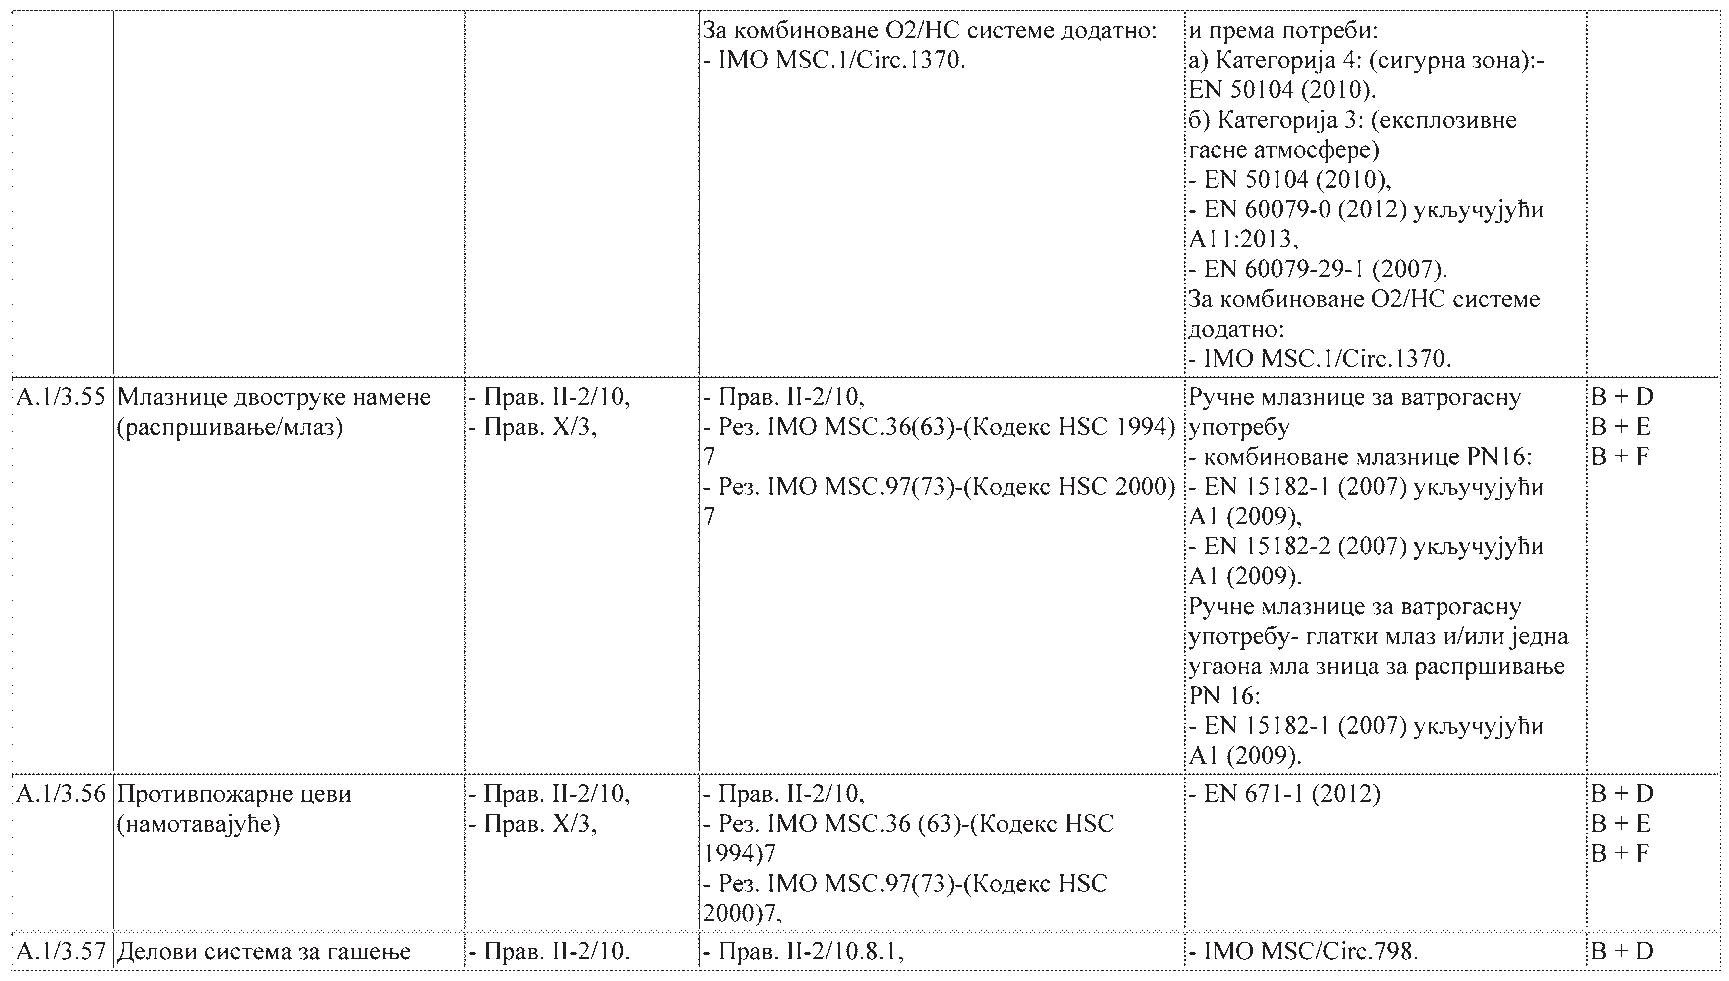 За комбиноване O2/HC системе додатно:
- IMO MSC.1/Circ.1370.
и према потреби:
а) Категорија 4: (сигурна зона):-
EN 50104 (2010).
б) Категорија 3: (експлозивне
гасне атмосфере)
- EN 50104 (2010),
- EN 60079-0 (2012) укључујући
A11:2013,
- EN 60079-29-1 (2007).
За комбиноване O2/HC системе
додатно:
- IMO MSC.1/Circ.1370.
А.1/3.55
Млазнице двоструке намене
(распршивање/млаз)
- Прав. II-2/10,
- Прав. X/3,
- Прав. II-2/10,
- Рез. IMO MSC.36(63)-(Кодекс HSC 1994)
7
- Рез. IMO MSC.97(73)-(Кодекс HSC 2000)
7
Ручне млазнице за ватрогасну
употребу
- комбиноване млазнице PN16:
- EN 15182-1 (2007) укључујући
A1 (2009),
- EN 15182-2 (2007) укључујући
A1 (2009).
Ручне млазнице за ватрогасну
употребу- глатки млаз и/или једна
угаона мла зница за распршивање
PN 16:
- EN 15182-1 (2007) укључујући
A1 (2009).
B + D
B + E
B + F
А.1/3.56
Противпожарне цеви
(намотавајуће)
- Прав. II-2/10,
- Прав. X/3,
- Прав. II-2/10,
- Рез. IMO MSC.36 (63)-(Кодекс HSC
1994)7
- Рез. IMO MSC.97(73)-(Кодекс HSC
2000)7,
- EN 671-1 (2012)
B + D
B + E
B + F
А.1/3.57
Делови система за гашење
- Прав. II-2/10.
- Прав. II-2/10.8.1,
- IMO MSC/Circ.798.
B + D